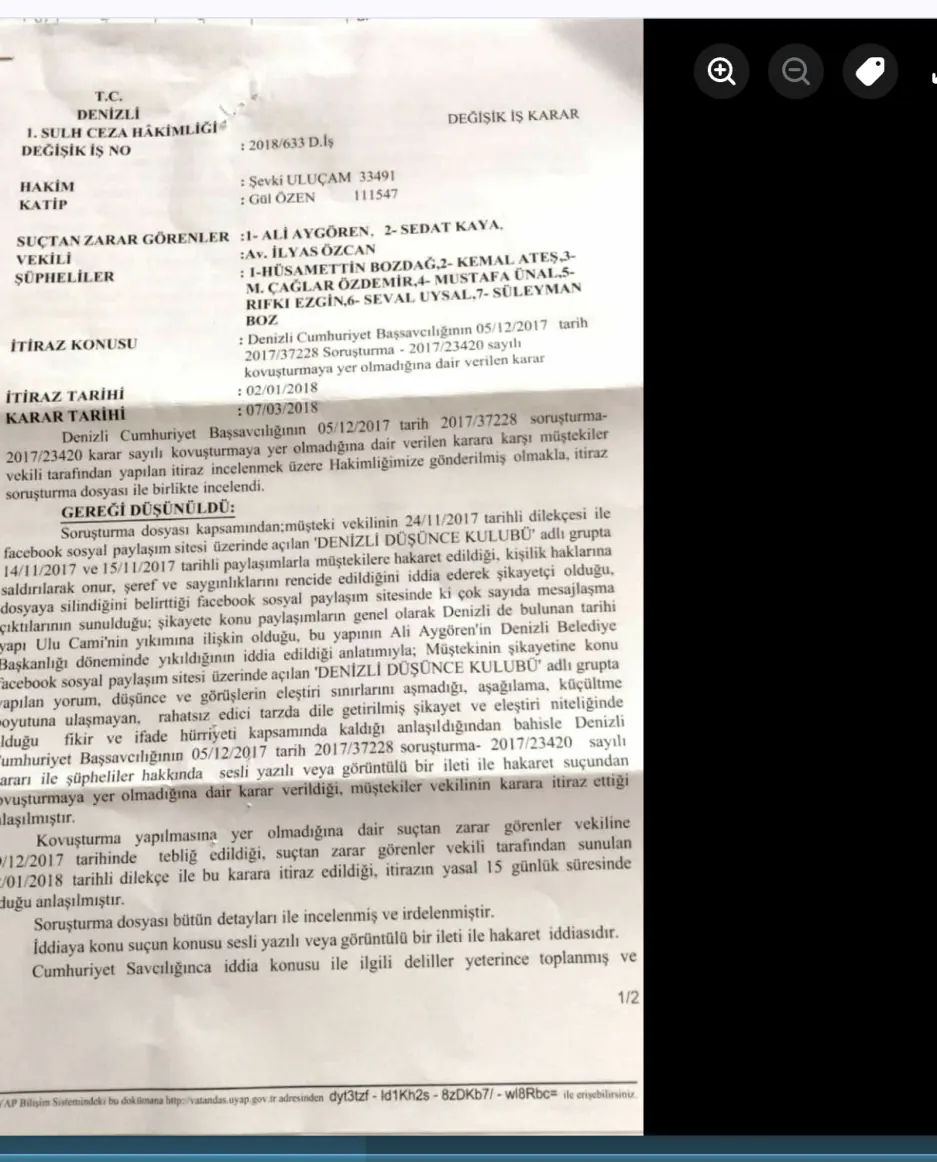 T.C.
DENİZLİ
1. SULH CEZA HÂKİMLİĞİ
DEĞİŞİK İŞ KARAR
DEĞİŞİK İŞ NO : 2018/633 D.İş
HAKİM : Şevki ULUÇAM 33491
KATİP : Gül ÖZEN 111547
SUÇTAN ZARAR GÖRENLER :1- ALİ AYGÖREN, 2- SEDAT KAYA,
VEKİLİ :Av. İLYAS ÖZCAN
ŞÜPHELİLER : 1-HÜSAMETTİN BOZDAĞ,2- KEMAL ATEŞ,3-
M. ÇAĞLAR ÖZDEMİR,4- MUSTAFA ÜNAL,5-
RIFKI EZGİN,6- SEVAL UYSAL,7- SÜLEYMAN
BOZ
İTİRAZ KONUSU : Denizli Cumhuriyet Başsavcılığının 05/12/2017 tarih
2017/37228 Soruşturma - 2017/23420 sayılı
kovuşturmaya yer olmadığına dair verilen karar
İTİRAZ TARİHİ : 02/01/2018
KARAR TARİHİ : 07/03/2018
Denizli Cumhuriyet Başsavcılığının 05/12/2017 tarih 2017/37228 soruşturma-
2017/23420 karar sayılı kovuşturmaya yer olmadığına dair verilen karara karşı müştekiler
vekili tarafından yapılan itiraz incelenmek üzere Hakimliğimize gönderilmiş olmakla, itiraz
soruşturma dosyası ile birlikte incelendi.
GEREĞİ DÜŞÜNÜLDÜ:
Soruşturma dosyası kapsamından;müşteki vekilinin 24/11/2017 tarihli dilekçesi ile
facebook sosyal paylaşım sitesi üzerinde açılan 'DENİZLİ DÜŞÜNCE KULUBÜ' adlı grupta
14/11/2017 ve 15/11/2017 tarihli paylaşımlarla müştekilere hakaret edildiği, kişilik haklarına
saldırılarak onur, şeref ve saygınlıklarını rencide edildiğini iddia ederek şikayetçi olduğu,
dosyaya silindiğini belirttiği facebook sosyal paylaşım sitesinde ki çok sayıda mesajlaşma
çıktılarının sunulduğu; şikayete konu paylaşımların genel olarak Denizli de bulunan tarihi
yapı Ulu Cami'nin yıkımına ilişkin olduğu, bu yapının Ali Aygören'in Denizli Belediye
Başkanlığı döneminde yıkıldığının iddia edildiği anlatımıyla; Müştekinin şikayetine konu
facebook sosyal paylaşım sitesi üzerinde açılan 'DENİZLİ DÜŞÜNCE KULUBÜ' adlı grupta
yapılan yorum, düşünce ve görüşlerin eleştiri sınırlarını aşmadığı, aşağılama, küçültme
boyutuna ulaşmayan, rahatsız edici tarzda dile getirilmiş şikayet ve eleştiri niteliğinde
lduğu fikir ve ifade hürriyeti kapsamında kaldığı anlaşıldığından bahisle Denizli
umhuriyet Başsavcılığının 05/12/2017 tarih 2017/37228 soruşturma- 2017/23420 sayılı
ararı ile şüpheliler hakkında sesli yazılı veya görüntülü bir ileti ile hakaret suçundan
ovuşturmaya yer olmadığına dair karar verildiği, müştekiler vekilinin karara itiraz ettiği
laşılmıştır.
Kovuşturma yapılmasına yer olmadığına dair suçtan zarar görenler vekiline
/12/2017 tarihinde tebliğ edildiği, suçtan zarar görenler vekili tarafından sunulan
/01/2018 tarihli dilekçe ile bu karara itiraz edildiği, itirazın yasal 15 günlük süresinde
duğu anlaşılmıştır.
Soruşturma dosyası bütün detayları ile incelenmiş ve irdelenmiştir.
İddiaya konu suçun konusu sesli yazılı veya görüntülü bir ileti ile hakaret iddiasıdır.
Cumhuriyet Savcılığınca iddia konusu ile ilgili deliller yeterince toplanmış ve
1/2
YAP Bilişim Sistemindeki bu dokümana http://vatandas.uyap.gov.tr adresinden dyt3tzf - ld1Kh2s - 8zDKb7/ - wl8Rbc= ile erişebilirsiniz.